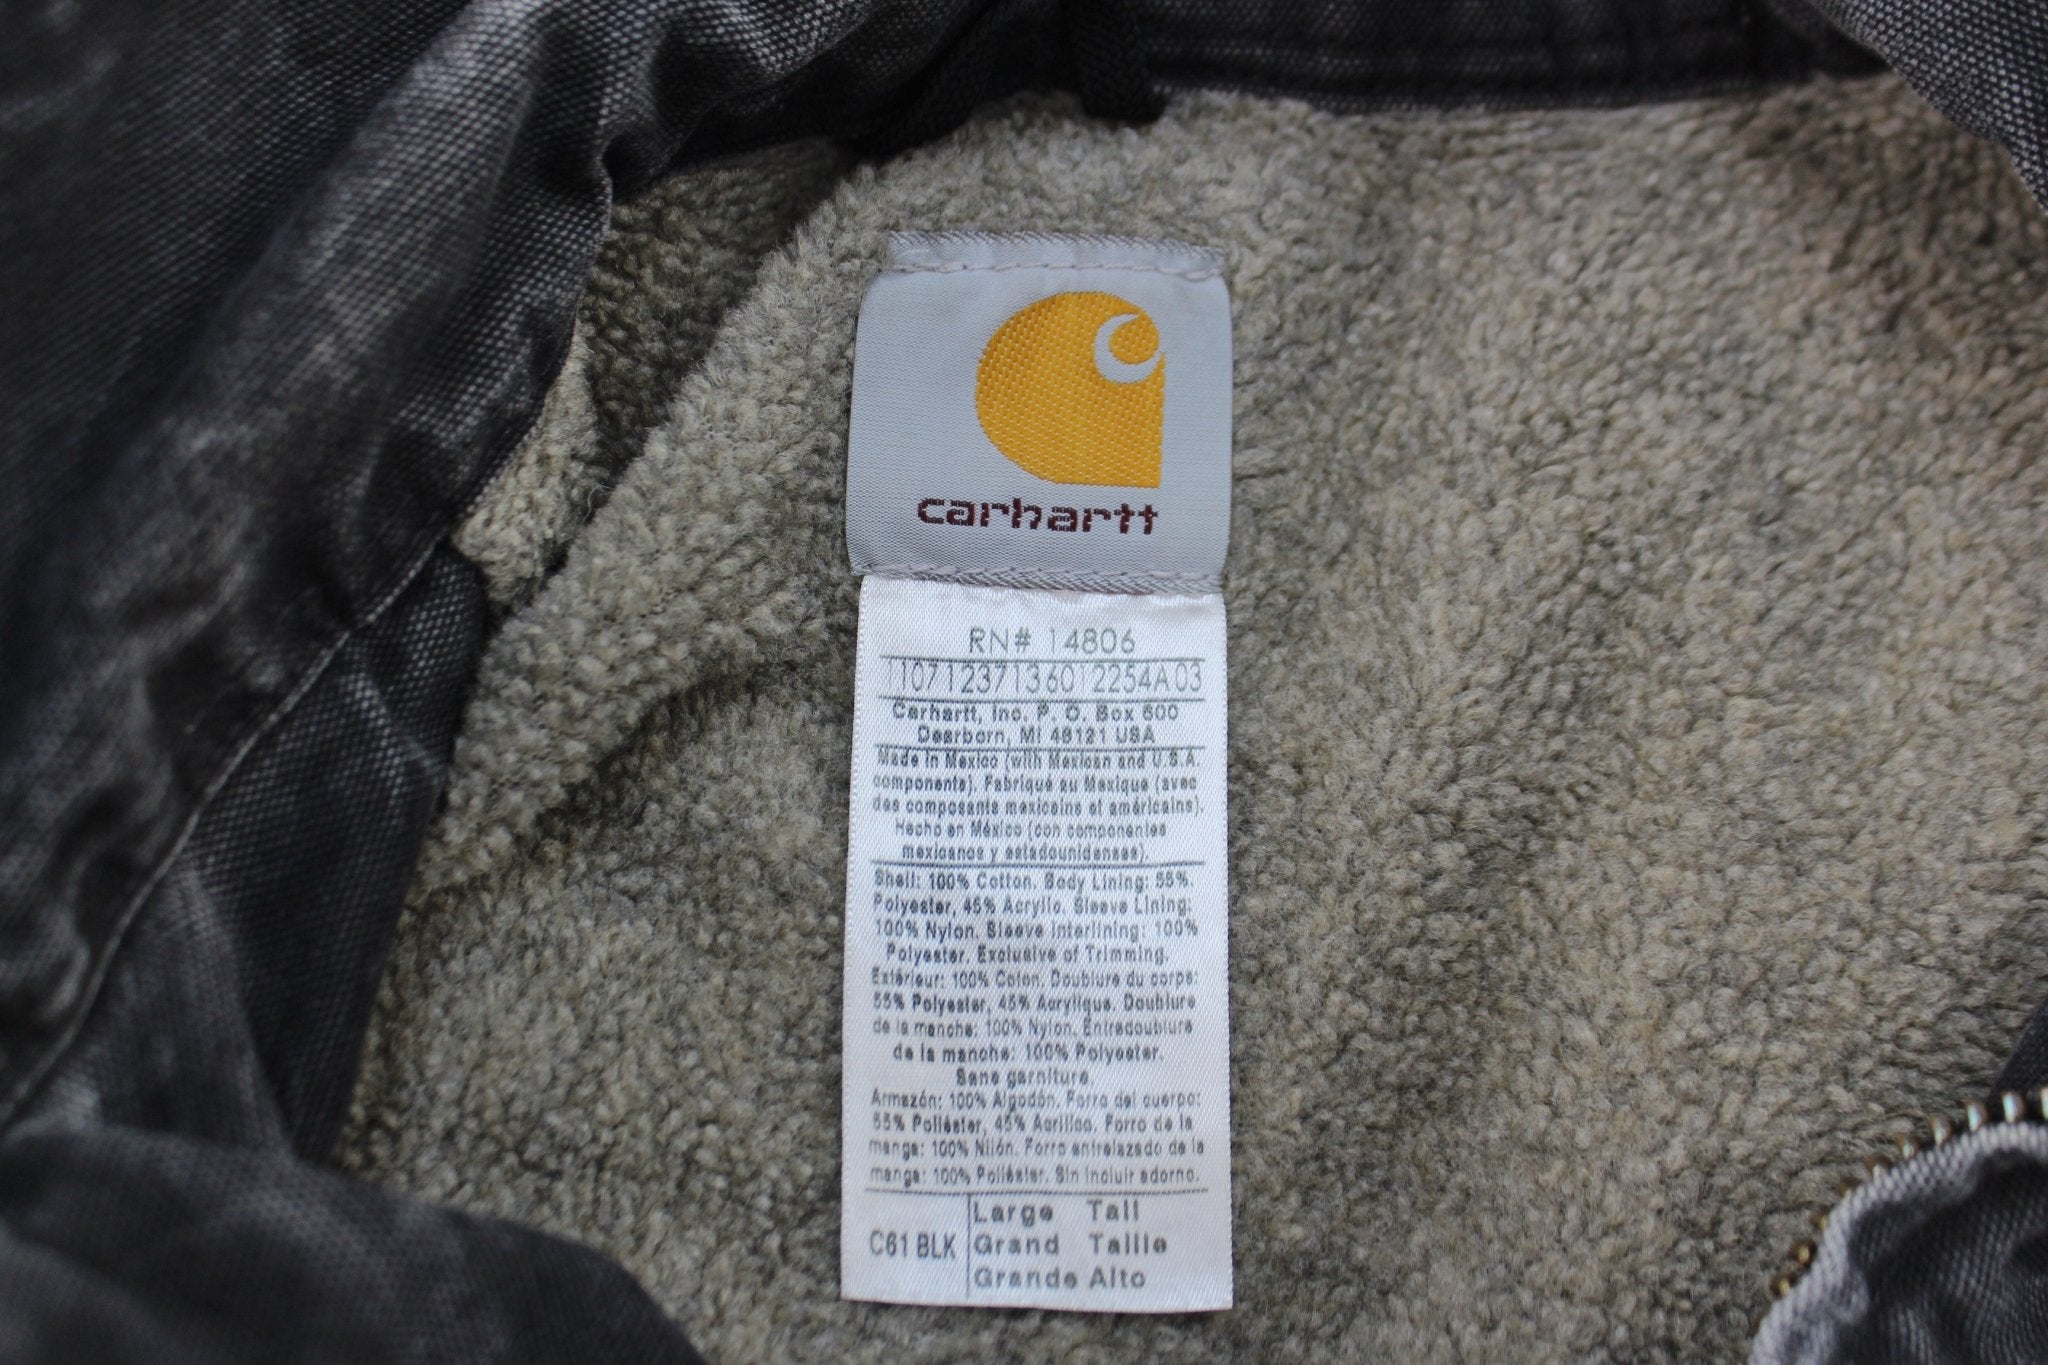 carhartt
RN# 14806
11071237136012254A03
Carhartt, Inc. P. O. Box 600
Dearborn, MI 48121 USA
Made in Mexico (with Mexican and U.S.A.
components). Fabriqué au Mexique (avec
des composants mexicains et américains).
Hecho en México (con componentes
mexicanos y estadounidenses).
Shell: 100% Cotton. Body Lining: 55%.
Polyester, 45% Acrylic. Sleeve Lining:
100% Nylon. Sleeve Interlining: 100%
Polyester. Exclusive of Trimming.
Extérieur: 100% Coton. Doublure du corps:
55% Polyester, 45% Acrylique. Doublure
de la manche: 100% Nylon. Entredoublure
de la manche: 100% Polyester.
Sans garniture.
Armazón: 100% Algodón. Forro del cuerpo:
55% Poliéster, 45% Acrílico. Forro de la
manga: 100% Nilón. Forro entrelazado de la
manga: 100% Poliéster. Sin incluir adorno.
C61 BLK
Large Tall
Grand Taille
Grande Alto